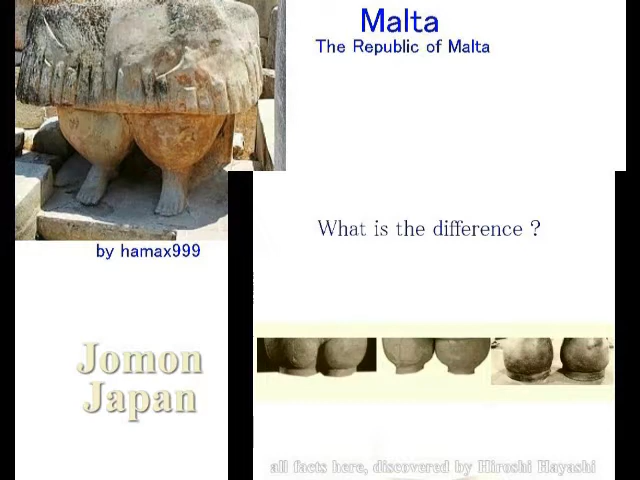 Malta
The Republic of Malta
What is the difference ?
by hamax999
Jomon
Japan
all facts here, discovered by Hiroshi Hayashi